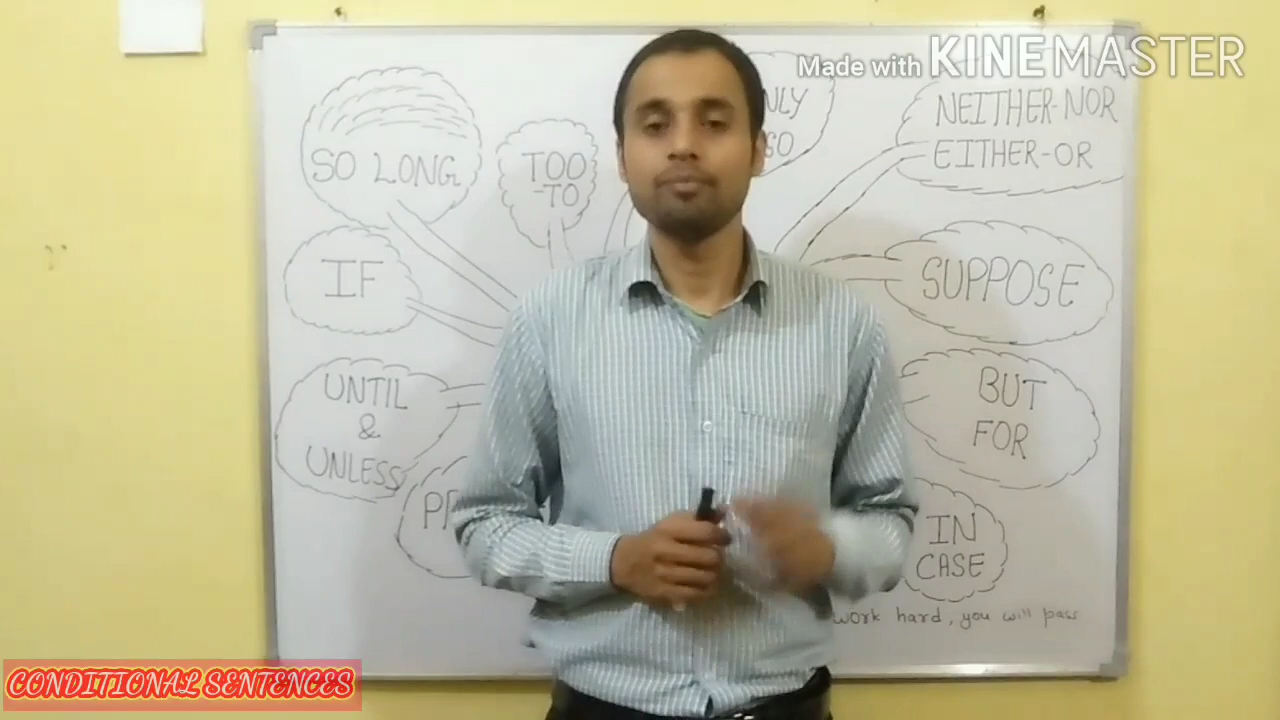 Made with KINEMASTER
SO LONG
TOO
-TO
SO
NEITHER-NOR
EITHER-OR
IF
SUPPOSE
UNTIL
&
UNLESS
BUT
FOR
IN
CASE
work hard, you will pass
CONDITIONAL SENTENCES